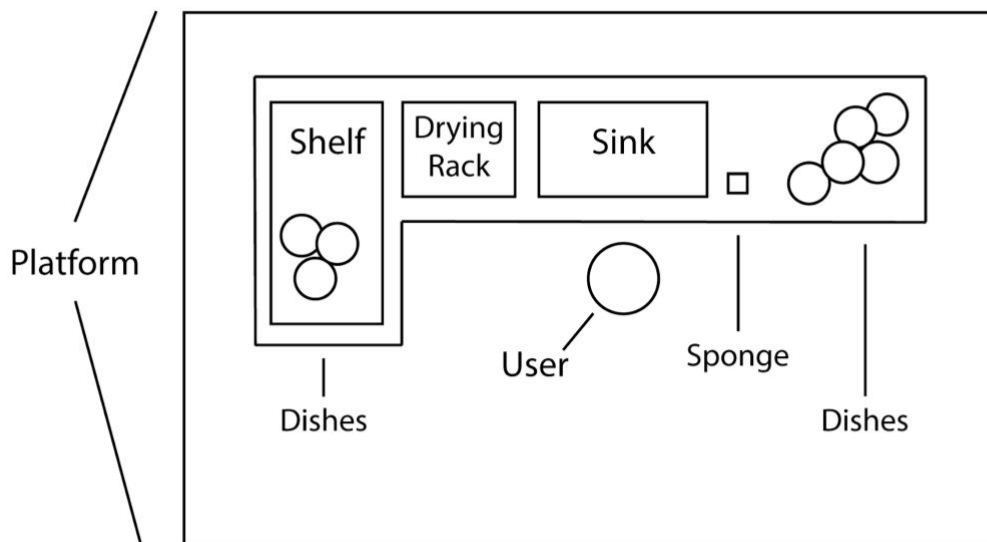 Shelf
Drying
Rack
Sink
Platform
User
Sponge
Dishes
Dishes